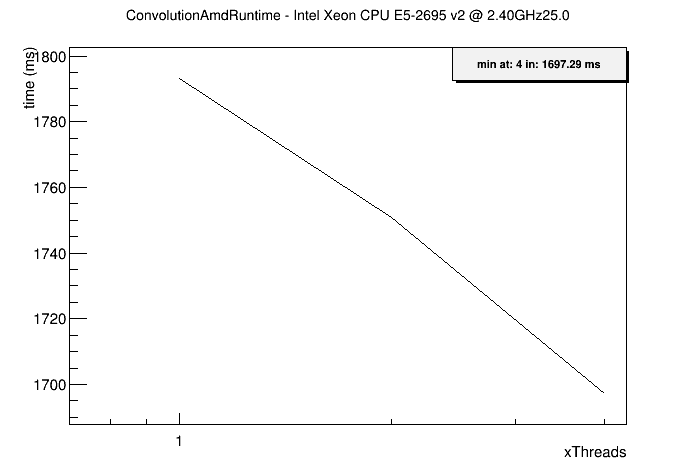 ConvolutionAmdRuntime - Intel Xeon CPU E5-2695 v2 @ 2.40GHz25.0
time (ms)
min at: 4 in: 1697.29 ms
1800
1780
1760
1740
1720
1700
1
xThreads